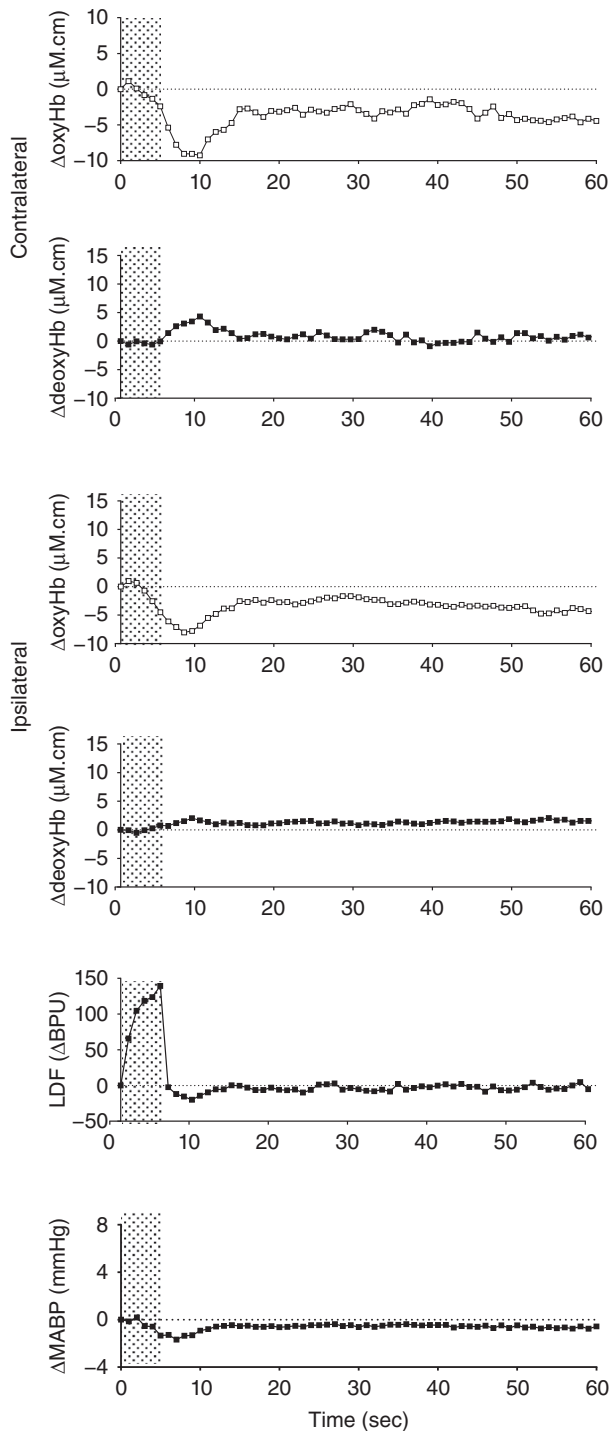 Contralateral
ΔoxyHb (μM.cm)
10
5
0
−5
−10
0 10 20 30 40 50 60
ΔdeoxyHb (μM.cm)
15
10
5
0
−5
−10
0 10 20 30 40 50 60
Ipsilateral
ΔoxyHb (μM.cm)
15
10
5
0
−5
−10
0 10 20 30 40 50 60
ΔdeoxyHb (μM.cm)
15
10
5
0
−5
−10
0 10 20 30 40 50 60
LDF (ΔBPU)
150
100
50
0
−50
0 10 20 30 40 50 60
ΔMABP (mmHg)
8
4
0
−4
0 10 20 30 40 50 60
Time (sec)